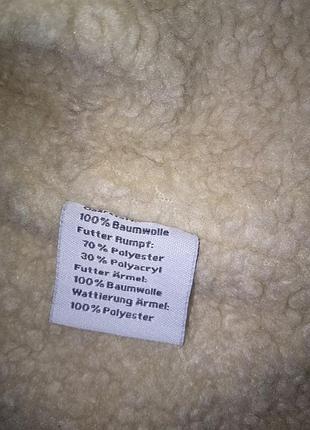 100% Baumwolle
Futter Rumpf:
70% Polyester
30% Polyacryl
Futter Ärmel:
100% Baumwolle
Wattierung Ärmel:
100% Polyester